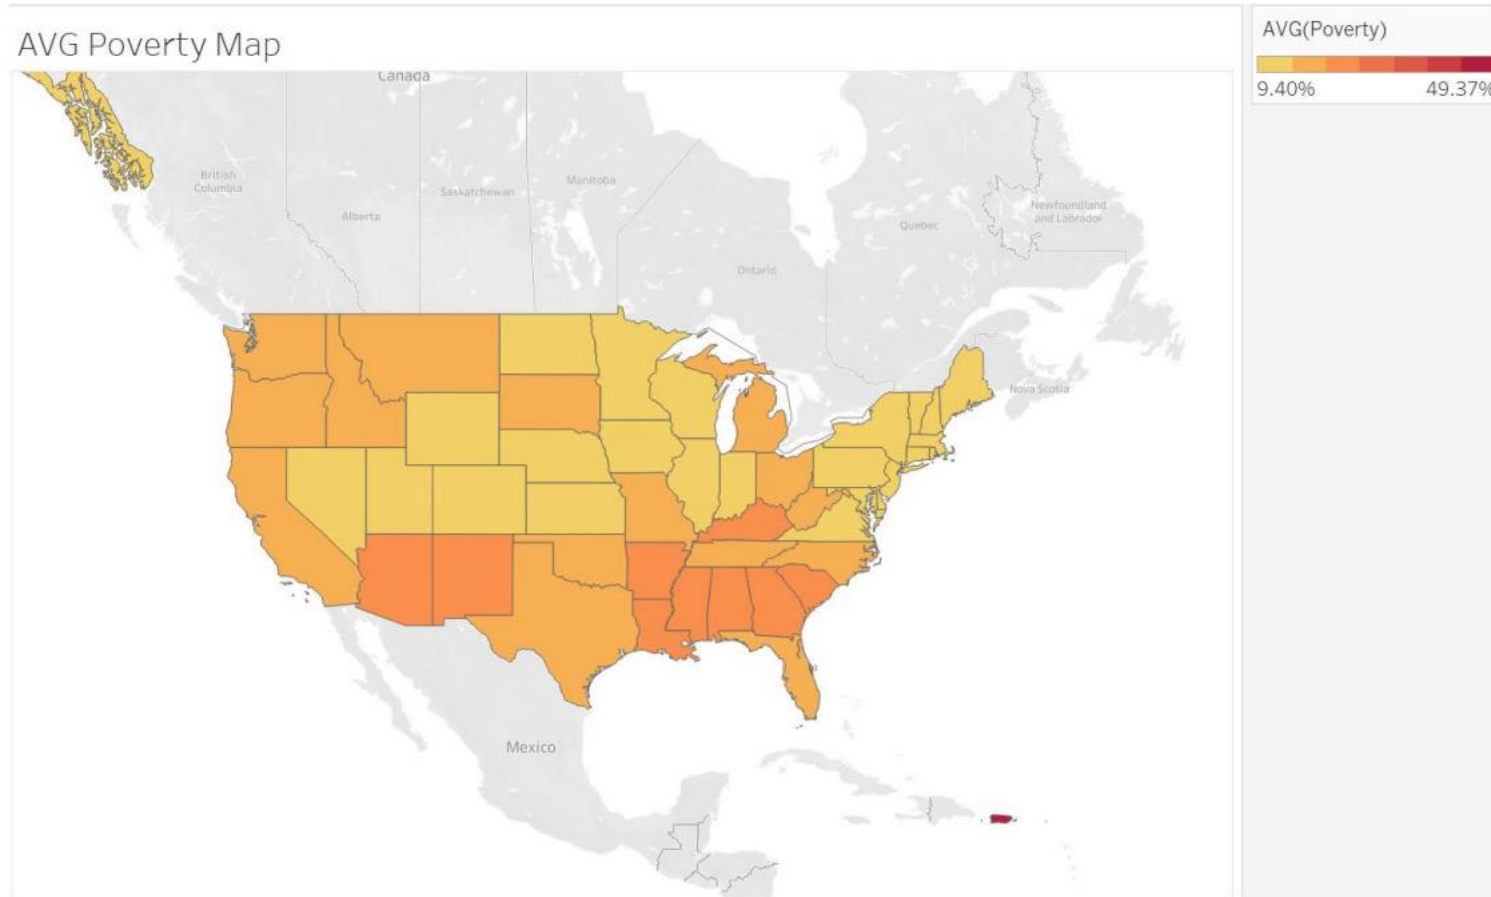 AVG Poverty Map
AVG(Poverty)
9.40%
49.37%
Canada
British
Columbia
Alberta
Saskatchewan
Manitoba
Ontario
Quebec
Newfoundland
and Labrador
Nova Scotia
Mexico